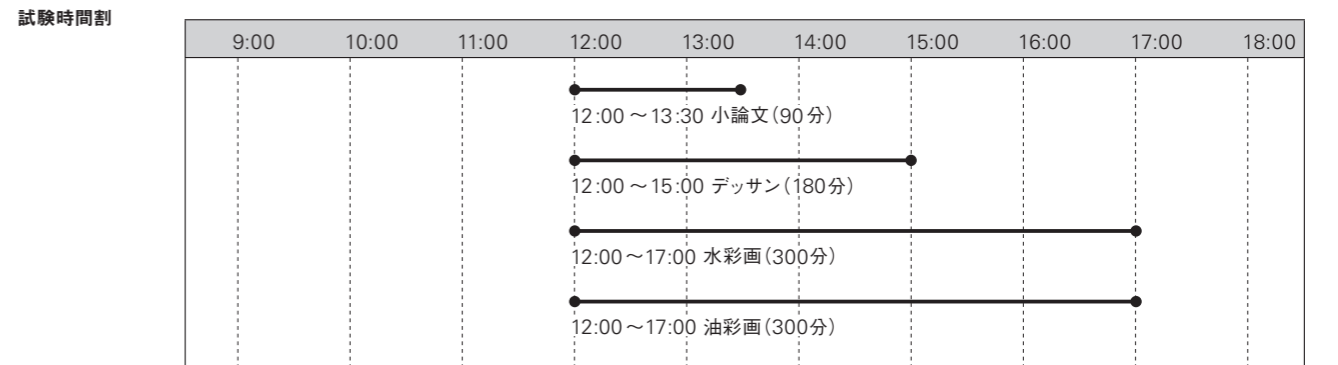 試験時間割
9:00 10:00 11:00 12:00 13:00 14:00 15:00 16:00 17:00 18:00
12:00～13:30 小論文（90分）
12:00～15:00 デッサン（180分）
12:00～17:00 水彩画（300分）
12:00～17:00 油彩画（300分）